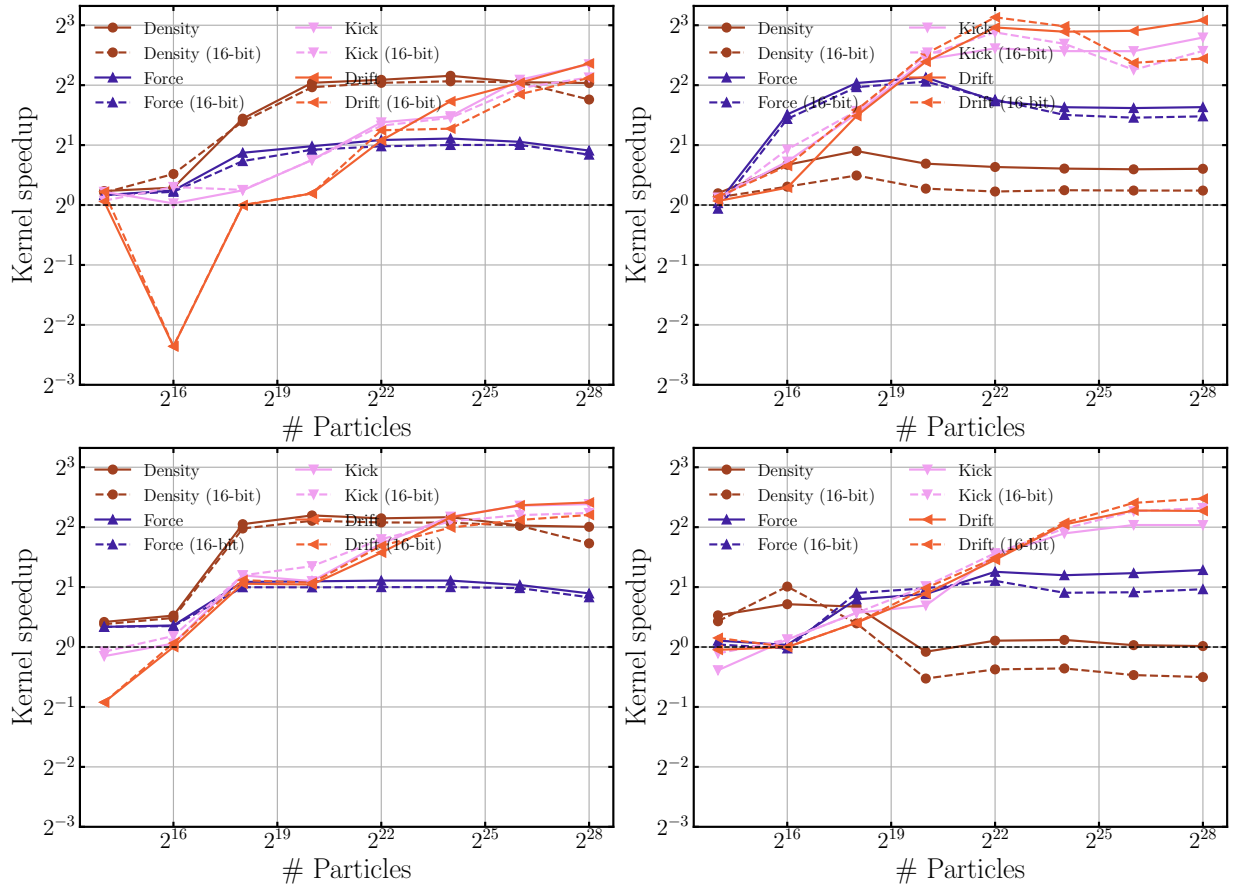 Kernel speedup
2^3
2^2
2^1
2^0
2^−1
2^−2
2^−3
Density
Density (16-bit)
Force
Force (16-bit)
Kick
Kick (16-bit)
Drift
Drift (16-bit)
2^16
2^19
2^22
2^25
2^28
# Particles
Kernel speedup
2^3
2^2
2^1
2^0
2^−1
2^−2
2^−3
Density
Density (16-bit)
Force
Force (16-bit)
Kick
Kick (16-bit)
Drift
Drift (16-bit)
2^16
2^19
2^22
2^25
2^28
# Particles
Kernel speedup
2^3
2^2
2^1
2^0
2^−1
2^−2
2^−3
Density
Density (16-bit)
Force
Force (16-bit)
Kick
Kick (16-bit)
Drift
Drift (16-bit)
2^16
2^19
2^22
2^25
2^28
# Particles
Kernel speedup
2^3
2^2
2^1
2^0
2^−1
2^−2
2^−3
Density
Density (16-bit)
Force
Force (16-bit)
Kick
Kick (16-bit)
Drift
Drift (16-bit)
2^16
2^19
2^22
2^25
2^28
# Particles